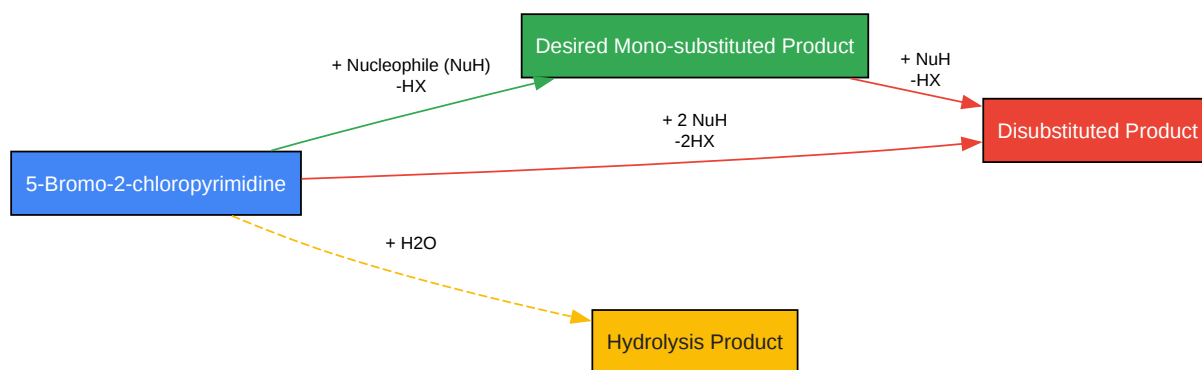 Desired Mono-substituted Product
+ Nucleophile (NuH)
-HX
+ NuH
-HX
+ 2 NuH
-2HX
Disubstituted Product
5-Bromo-2-chloropyrimidine
+ H2O
Hydrolysis Product